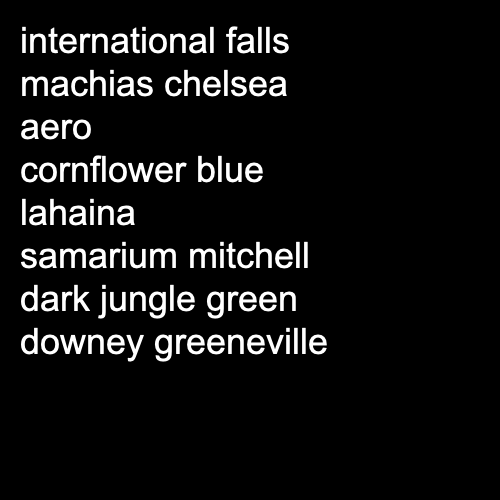 international falls
machias chelsea
aero
cornflower blue
lahaina
samarium mitchell
dark jungle green
downey greeneville